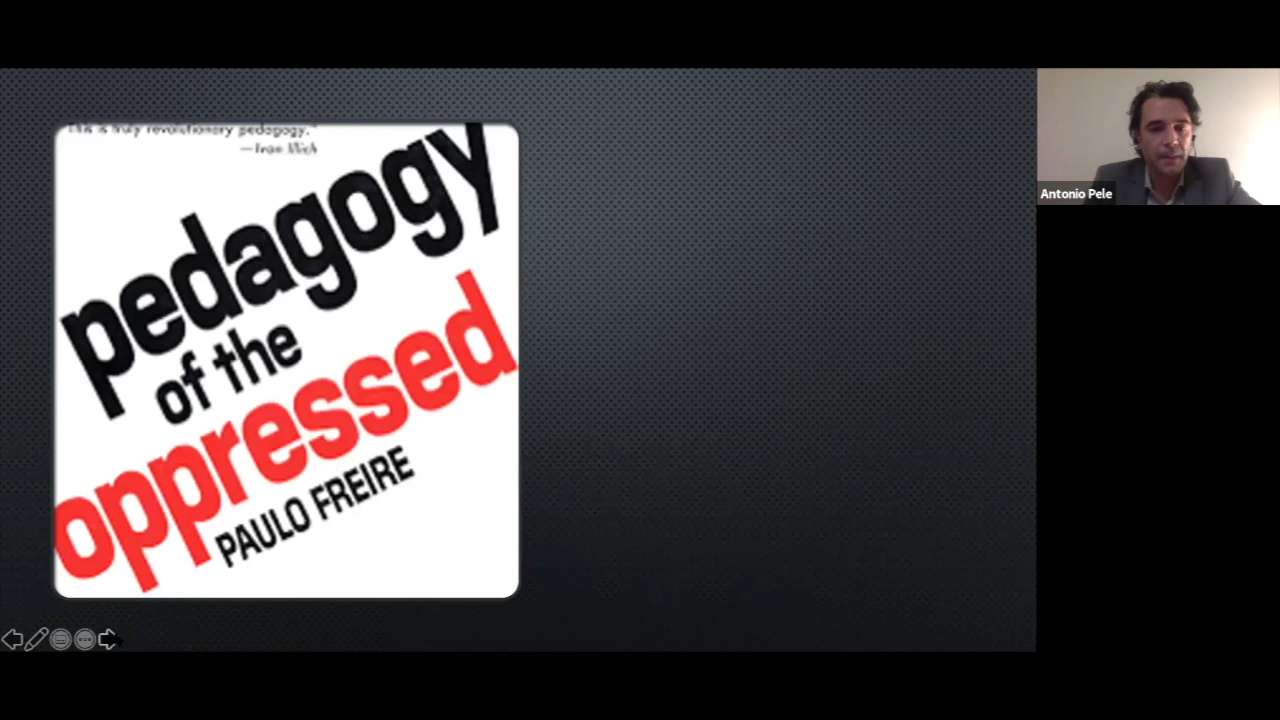 This is truly revolutionary pedagogy."
—Ivan Illich
pedagogy
of the
oppressed
PAULO FREIRE
Antonio Pele